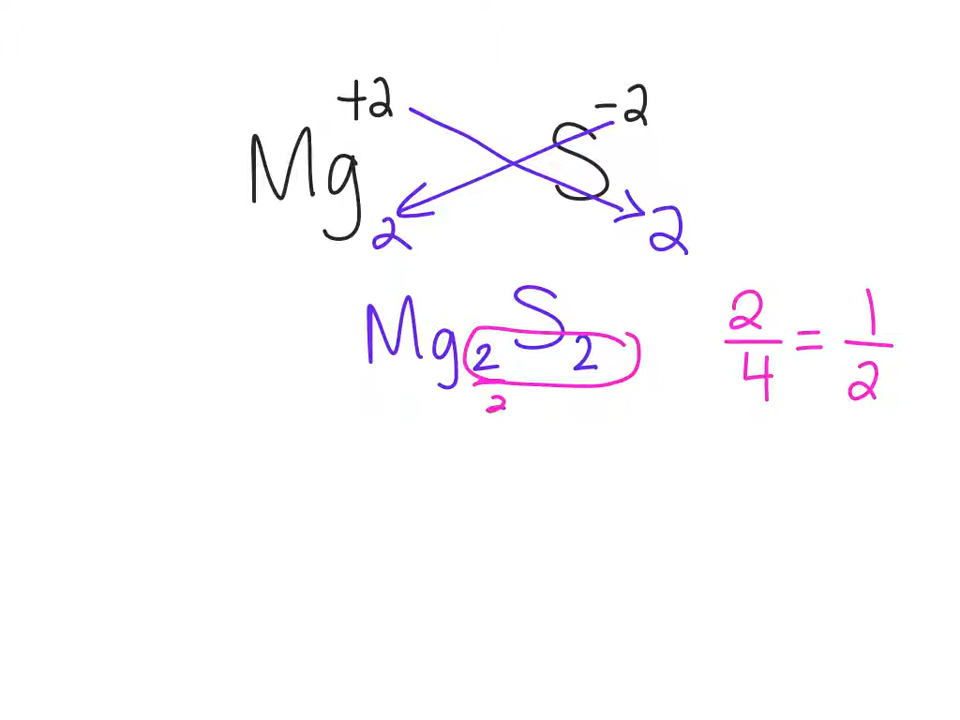 Mg⁺² S⁻²
2 2
Mg₂S₂
2
2/4 = 1/2